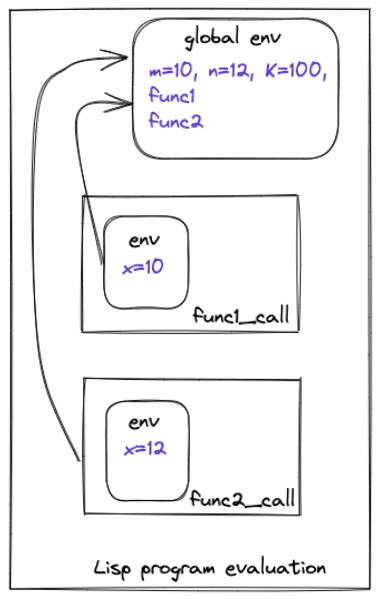 global env
m=10, n=12, K=100,
func1
func2
env
x=10
func1_call
env
x=12
func2_call
Lisp program evaluation